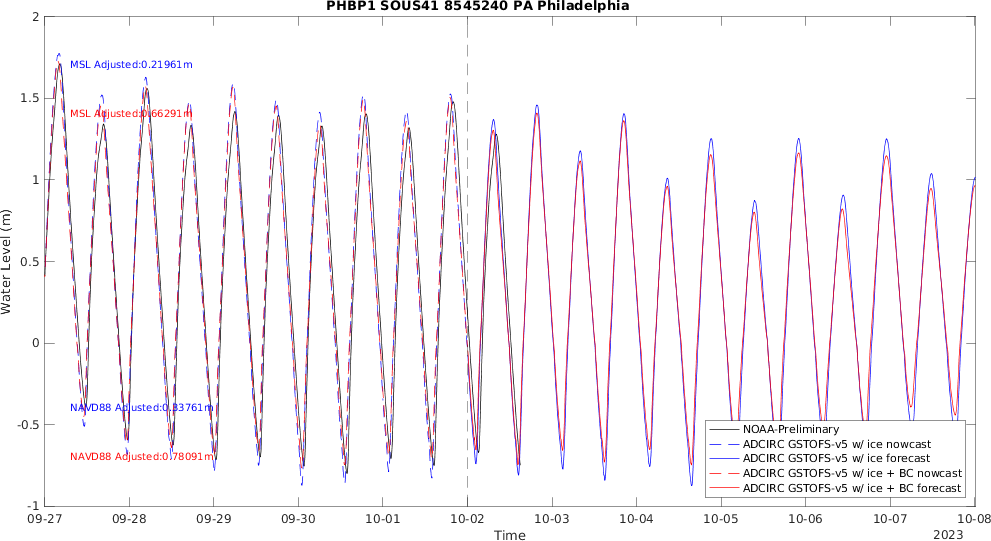 PHBP1 SOUS41 8545240 PA Philadelphia
2
1.5
1
0.5
0
-0.5
-1
Water Level (m)
MSL Adjusted:0.21961m
MSL Adjusted:0.66291m
NAVD88 Adjusted:0.33761m
NAVD88 Adjusted:0.78091m
NOAA-Preliminary
ADCIRC GSTOFS-v5 w/ ice nowcast
ADCIRC GSTOFS-v5 w/ ice forecast
ADCIRC GSTOFS-v5 w/ ice + BC nowcast
ADCIRC GSTOFS-v5 w/ ice + BC forecast
09-27 09-28 09-29 09-30 10-01 10-02 10-03 10-04 10-05 10-06 10-07 10-08
Time
2023